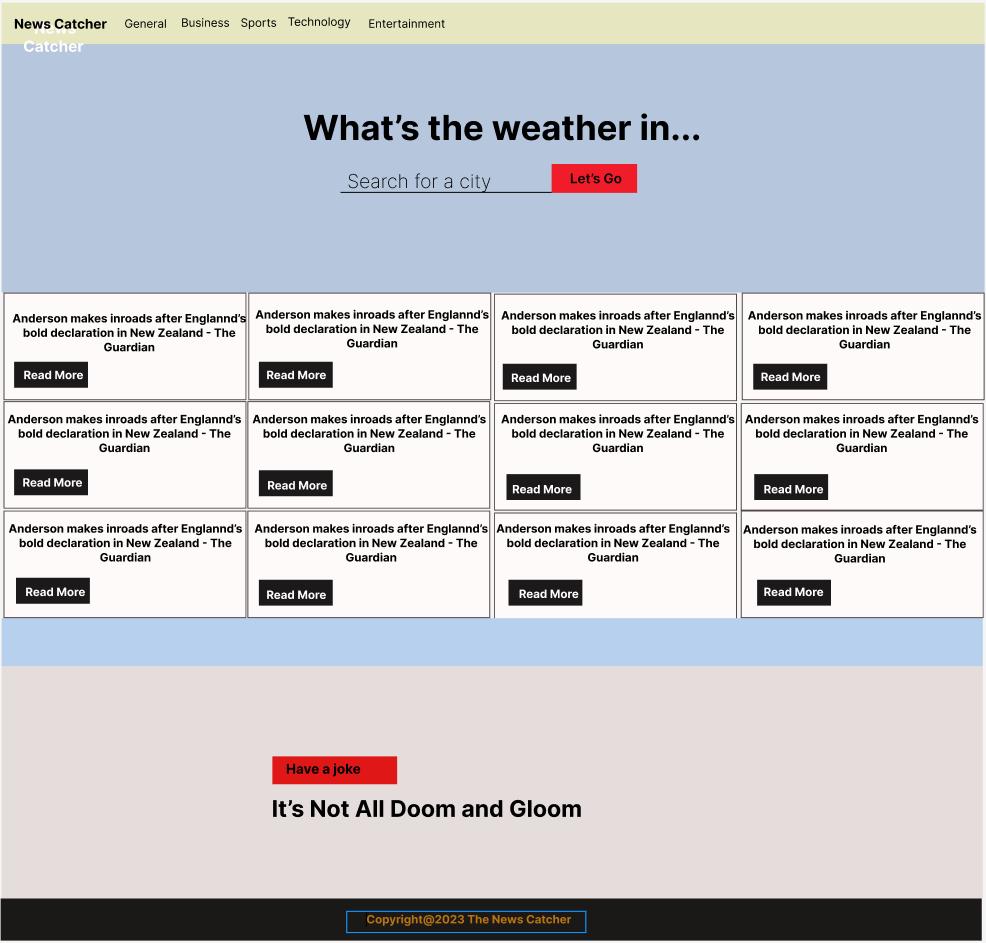 News Catcher General Business Sports Technology Entertainment
News
Catcher
What's the weather in...
Search for a city Let's Go
Anderson makes inroads after Englannd's
bold declaration in New Zealand - The
Guardian
Read More
Anderson makes inroads after Englannd's
bold declaration in New Zealand - The
Guardian
Read More
Anderson makes inroads after Englannd's
bold declaration in New Zealand - The
Guardian
Read More
Anderson makes inroads after Englannd's
bold declaration in New Zealand - The
Guardian
Read More
Anderson makes inroads after Englannd's
bold declaration in New Zealand - The
Guardian
Read More
Anderson makes inroads after Englannd's
bold declaration in New Zealand - The
Guardian
Read More
Anderson makes inroads after Englannd's
bold declaration in New Zealand - The
Guardian
Read More
Anderson makes inroads after Englannd's
bold declaration in New Zealand - The
Guardian
Read More
Anderson makes inroads after Englannd's
bold declaration in New Zealand - The
Guardian
Read More
Anderson makes inroads after Englannd's
bold declaration in New Zealand - The
Guardian
Read More
Anderson makes inroads after Englannd's
bold declaration in New Zealand - The
Guardian
Read More
Anderson makes inroads after Englannd's
bold declaration in New Zealand - The
Guardian
Read More
Have a joke
It's Not All Doom and Gloom
Copyright@2023 The News Catcher